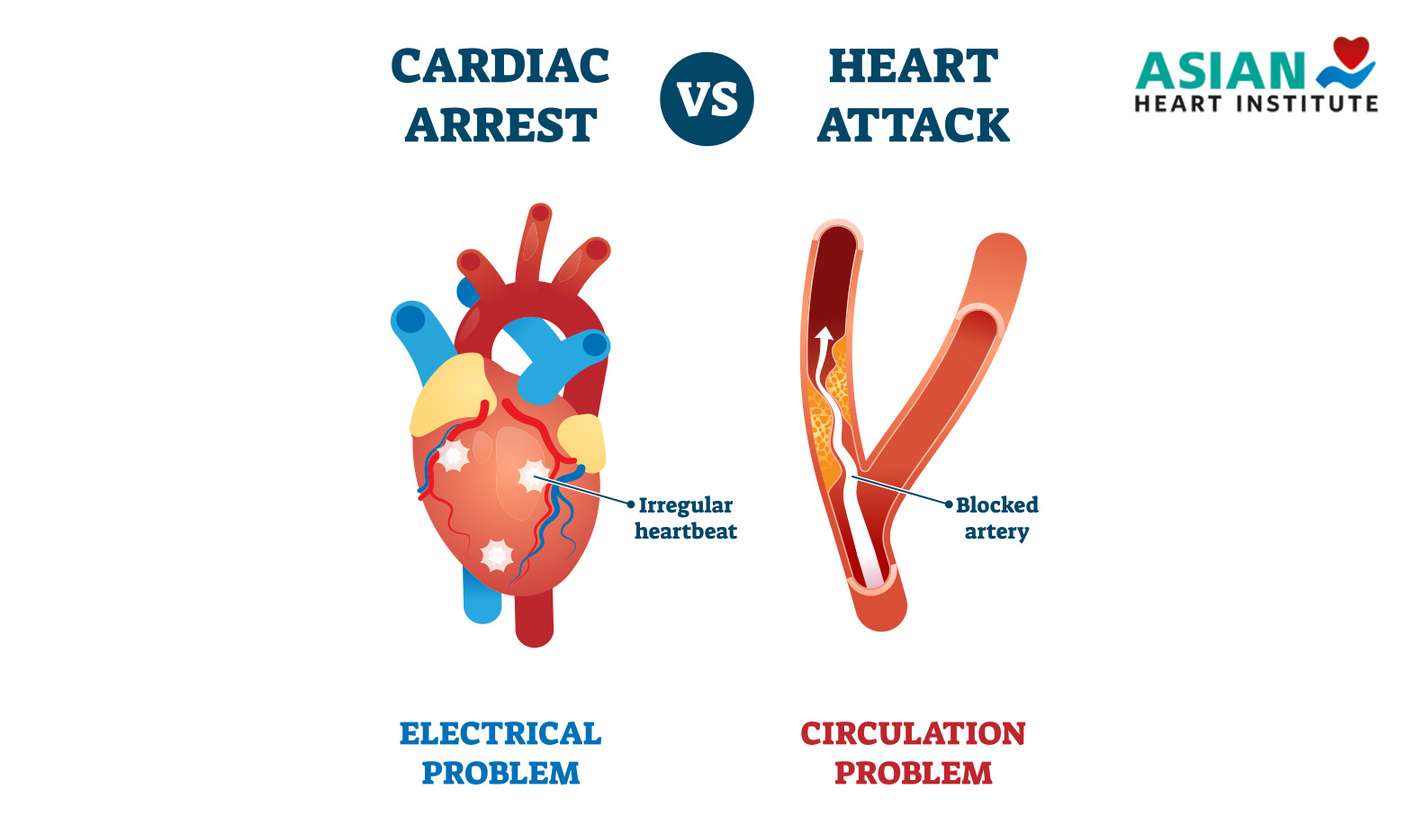 CARDIAC
ARREST
VS
HEART
ATTACK
ASIAN
HEART INSTITUTE
Irregular
heartbeat
Blocked
artery
ELECTRICAL
PROBLEM
CIRCULATION
PROBLEM